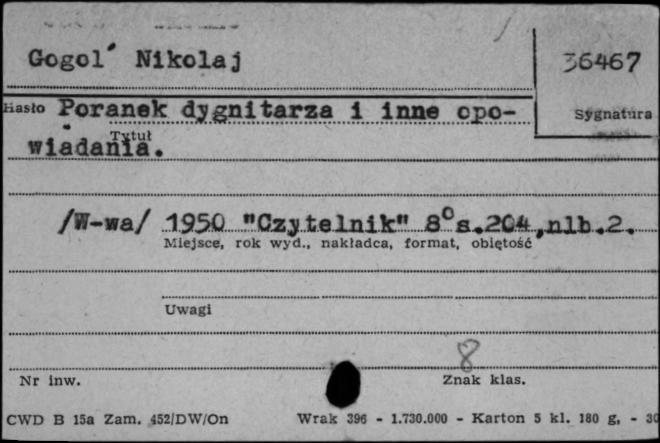 Gogol´ Nikolaj
36467
Hasło Poranek dygnitarza i inne opo-
Sygnatura
Tytuł
wiadania.
/W-wa/ 1950 "Czytelnik" 8° s.204,nlb.2.
Miejsce, rok wyd., nakładca, format, objętość
Uwagi
8
Nr inw.
Znak klas.
CWD B 15a Zam. 452/DW/On Wrak 396 - 1.730.000 - Karton 5 kl. 180 g, - 30